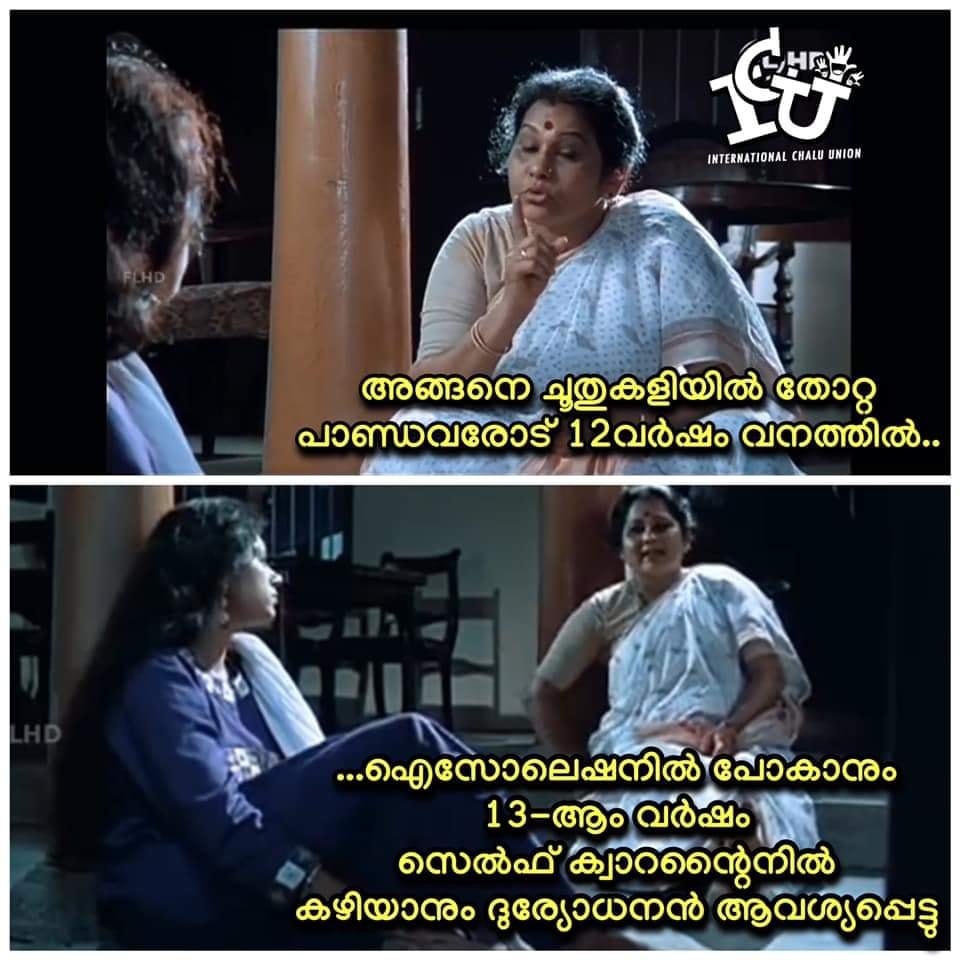 ICU
LHD
INTERNATIONAL CHALU UNION
FLHD
അങ്ങനെ ചൂതുകളിയിൽ തോറ്റ
പാണ്ഡവരോട് 12വർഷം വനത്തിൽ..
LHD
...ഐസോലെഷനിൽ പോകാനും
13-ആം വർഷം
സെൽഫ് ക്വാറന്റൈനിൽ
കഴിയാനും ദുര്യോധനൻ ആവശ്യപ്പെട്ടു